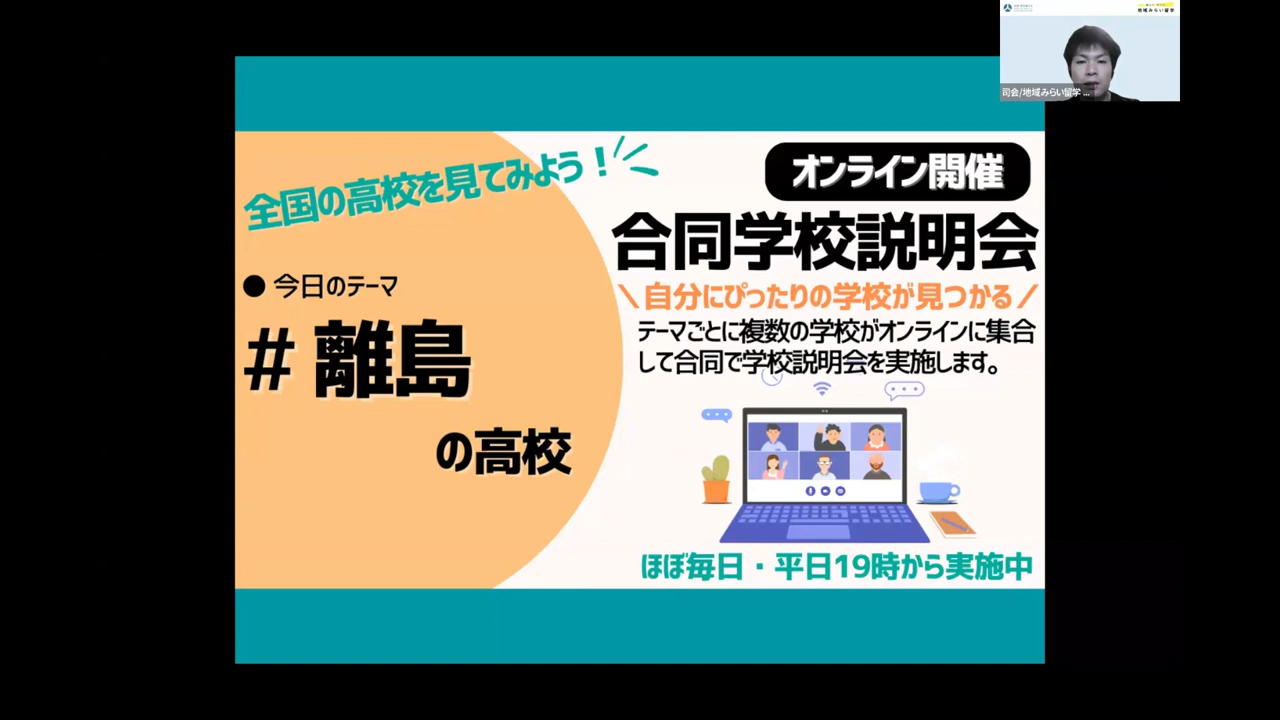 地域みらい留学
司会/地域みらい留学 ...
全国の高校を見てみよう！
● 今日のテーマ
# 離島
の高校
オンライン開催
合同学校説明会
＼自分にぴったりの学校が見つかる／
テーマごとに複数の学校がオンラインに集合
して合同で学校説明会を実施します。
ほぼ毎日・平日19時から実施中